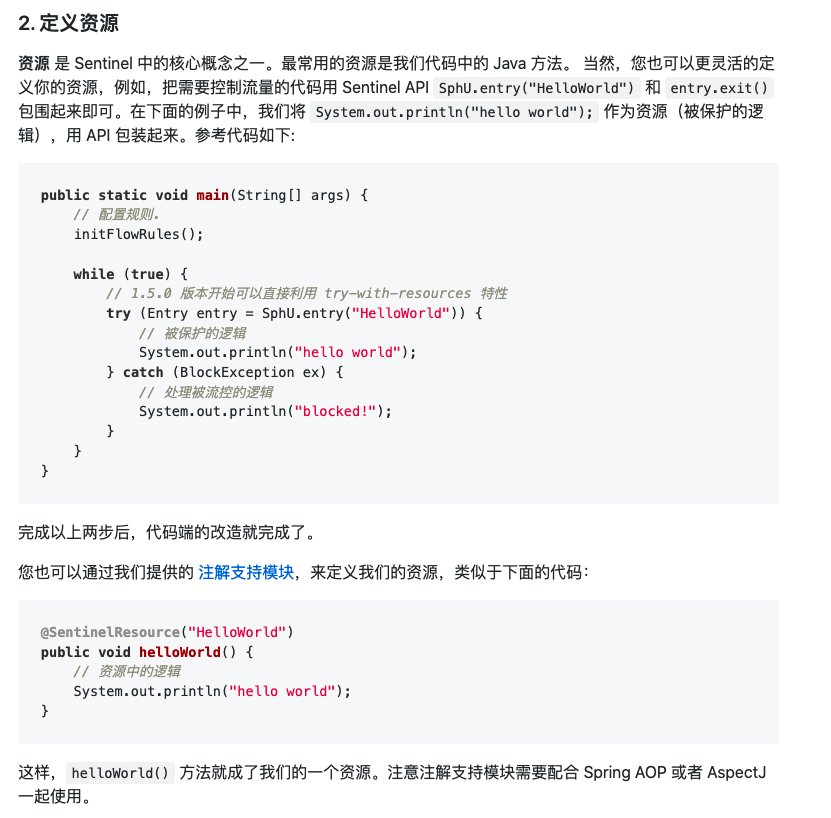 2. 定义资源
资源 是 Sentinel 中的核心概念之一。最常用的资源是我们代码中的 Java 方法。 当然，您也可以更灵活的定
义你的资源，例如，把需要控制流量的代码用 Sentinel API SphU.entry("HelloWorld") 和 entry.exit()
包围起来即可。在下面的例子中，我们将 System.out.println("hello world"); 作为资源（被保护的逻
辑），用 API 包装起来。参考代码如下:
public static void main(String[] args) {
    // 配置规则.
    initFlowRules();
    while (true) {
        // 1.5.0 版本开始可以直接利用 try-with-resources 特性
        try (Entry entry = SphU.entry("HelloWorld")) {
            // 被保护的逻辑
            System.out.println("hello world");
        } catch (BlockException ex) {
            // 处理被流控的逻辑
            System.out.println("blocked!");
        }
    }
}
完成以上两步后，代码端的改造就完成了。
您也可以通过我们提供的 注解支持模块，来定义我们的资源，类似于下面的代码：
@SentinelResource("HelloWorld")
public void helloWorld() {
    // 资源中的逻辑
    System.out.println("hello world");
}
这样，helloWorld() 方法就成了我们的一个资源。注意注解支持模块需要配合 Spring AOP 或者 AspectJ
一起使用。